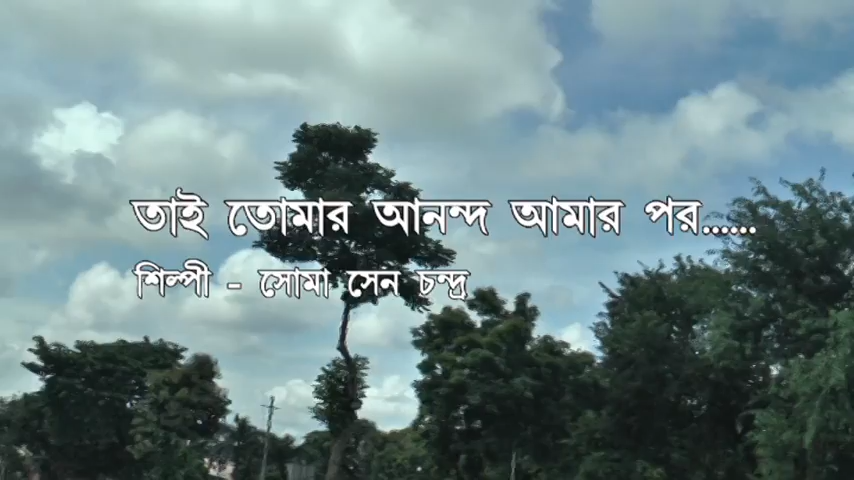 তাই তোমার আনন্দ আমার পর......
শিল্পী - সোমা সেন চন্দ্র